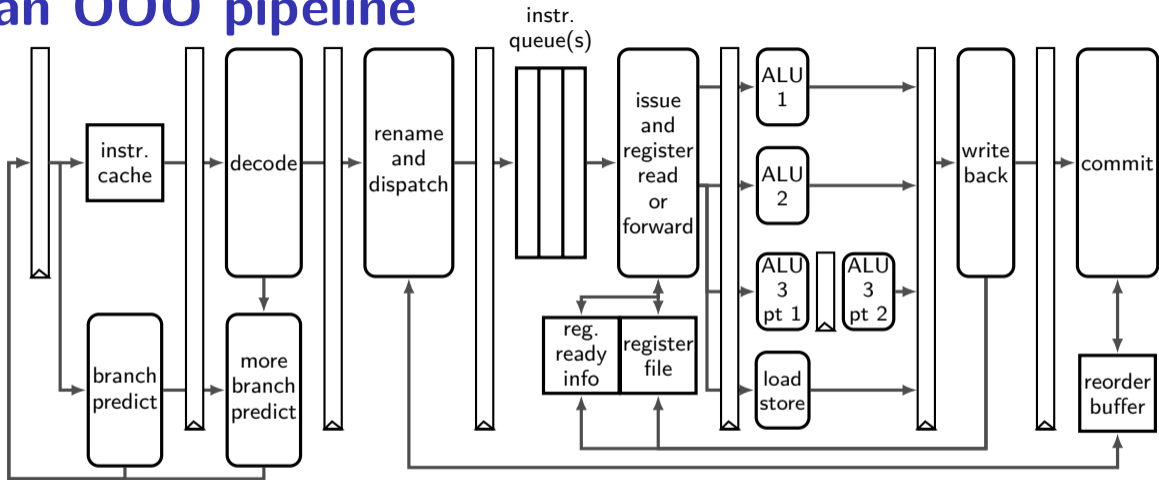 an OOO pipeline
instr.
queue(s)
instr.
cache
decode
rename
and
dispatch
issue
and
register
read
or
forward
ALU
1
ALU
2
ALU
3
pt 1
ALU
3
pt 2
load
store
write
back
commit
branch
predict
more
branch
predict
reg.
ready
info
register
file
reorder
buffer